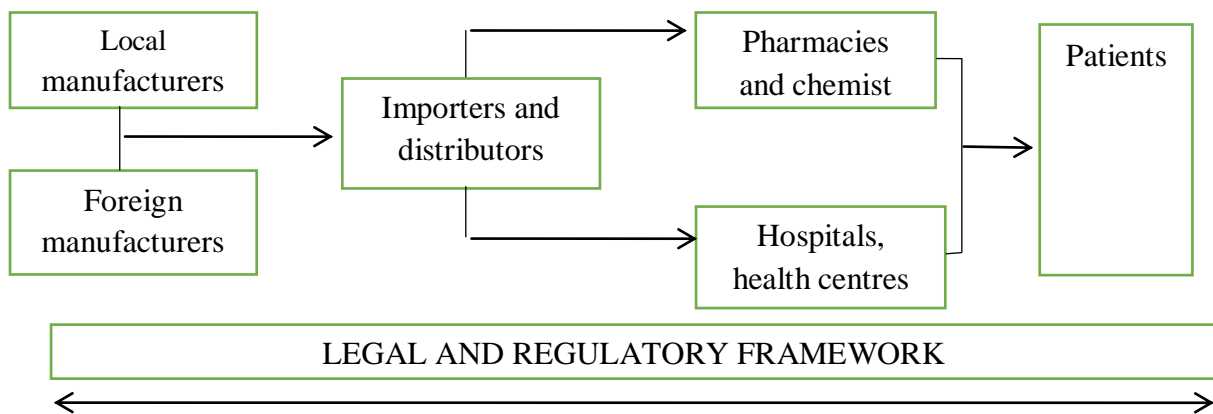 Local
manufacturers
Foreign
manufacturers
Importers and
distributors
Pharmacies
and chemist
Hospitals,
health centres
Patients
LEGAL AND REGULATORY FRAMEWORK